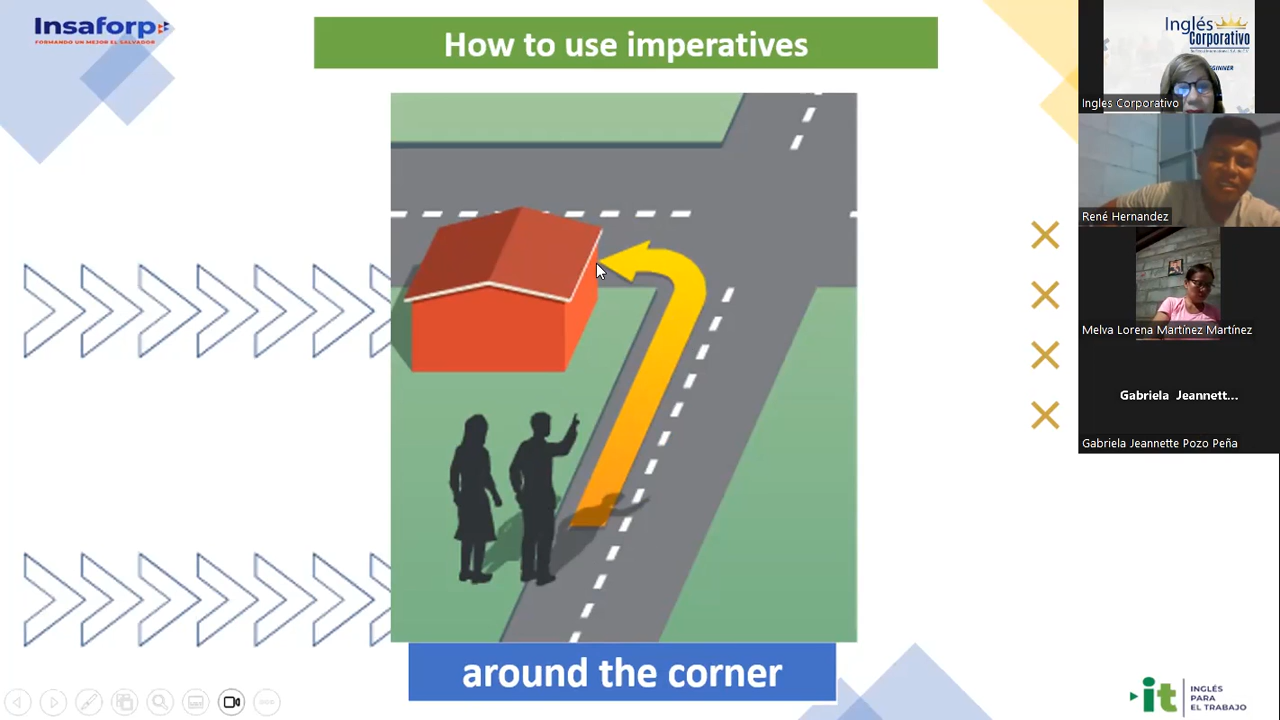 Insaforp
FORMANDO UN MEJOR EL SALVADOR
How to use imperatives
around the corner
Inglés
Corporativo
Ingles Corporativo
René Hernandez
Melva Lorena Martínez Martínez
Gabriela Jeannett...
Gabriela Jeannette Pozo Peña
it
INGLÉS
PARA
EL TRABAJO